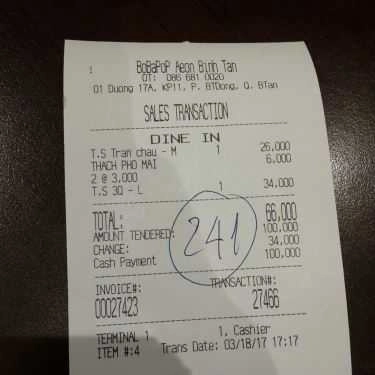 BoBaPoP Aeon Binh Tan
DT: 086 681 0020
01 Duong 17A, KP11, P. BTDong, Q. BTan
SALES TRANSACTION
DINE IN
T.S Tran chau - M 1 26,000
THACH PHO MAI 6,000
2 @ 3,000
T.S 3Q - L 1 34,000
TOTAL: 66,000
AMOUNT TENDERED: 100,000
CHANGE: 34,000
Cash Payment 100,000
241
INVOICE#: TRANSACTION#:
00027423 27466
TERMINAL 1 1. Cashier
ITEM #:4 Trans Date: 03/18/17 17:17